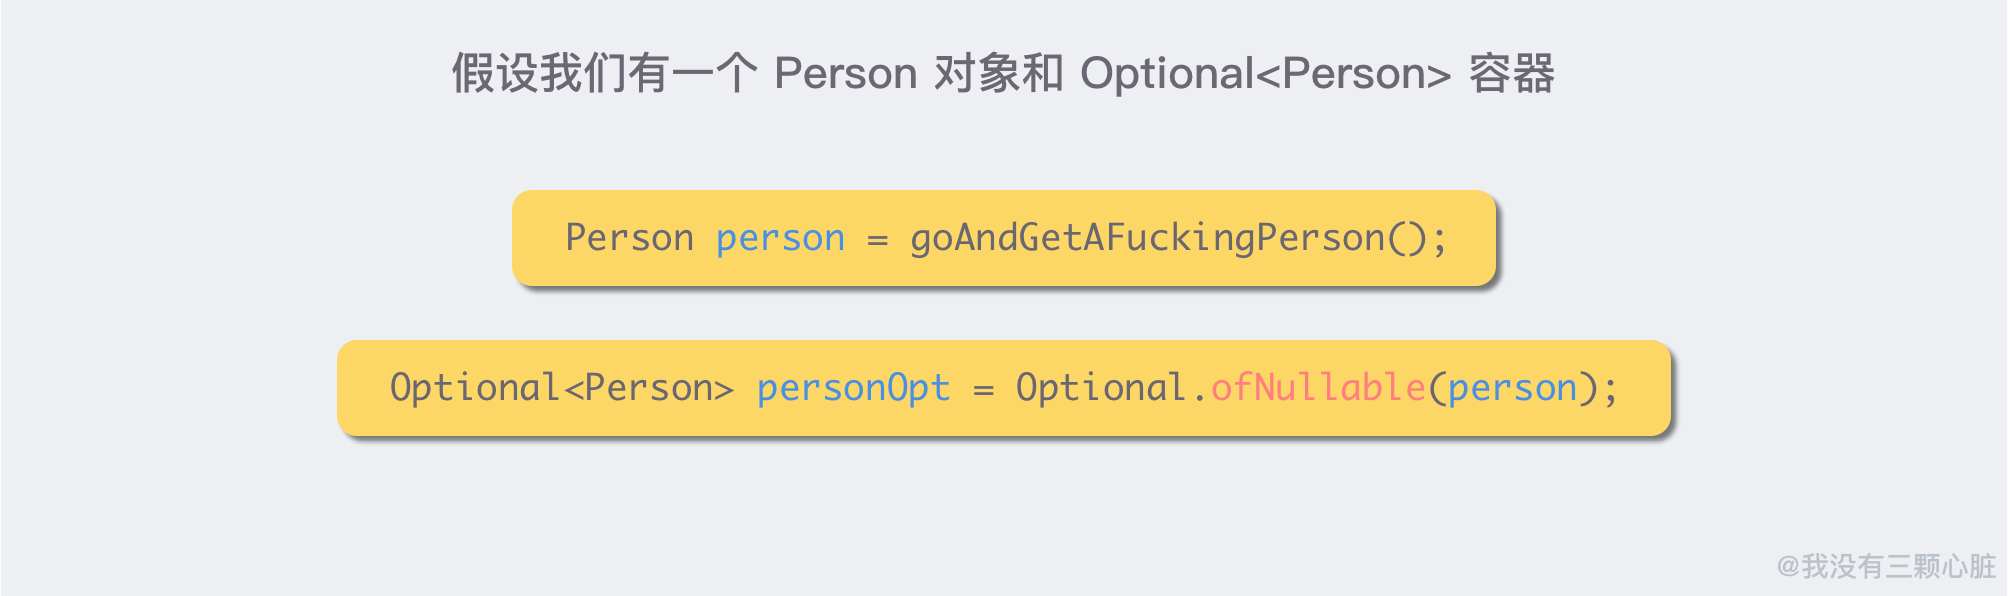 假设我们有一个 Person 对象和 Optional<Person> 容器
Person person = goAndGetAFuckingPerson();
Optional<Person> personOpt = Optional.ofNullable(person);
@我没有三颗心脏